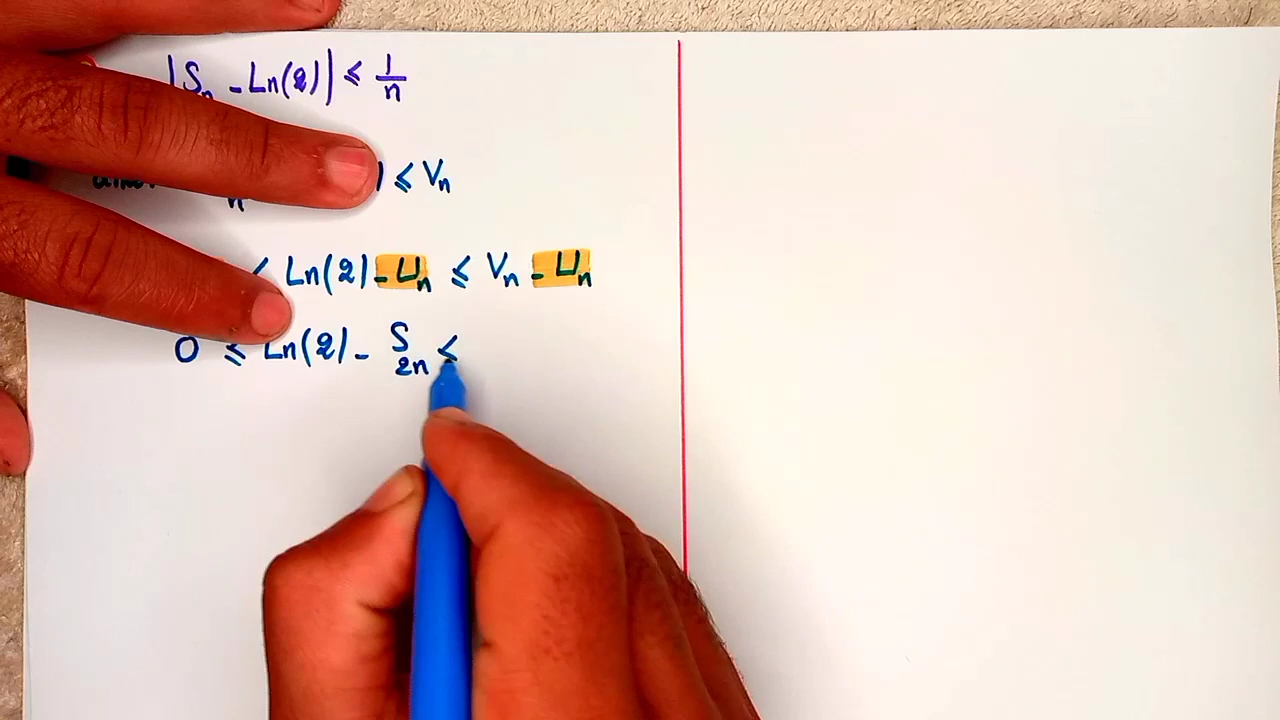 |Sn - Ln(2)| ≤ 1/n
n ≤ Vn
≤ Ln(2) - Un ≤ Vn - Un
0 ≤ Ln(2) - S2n ≤